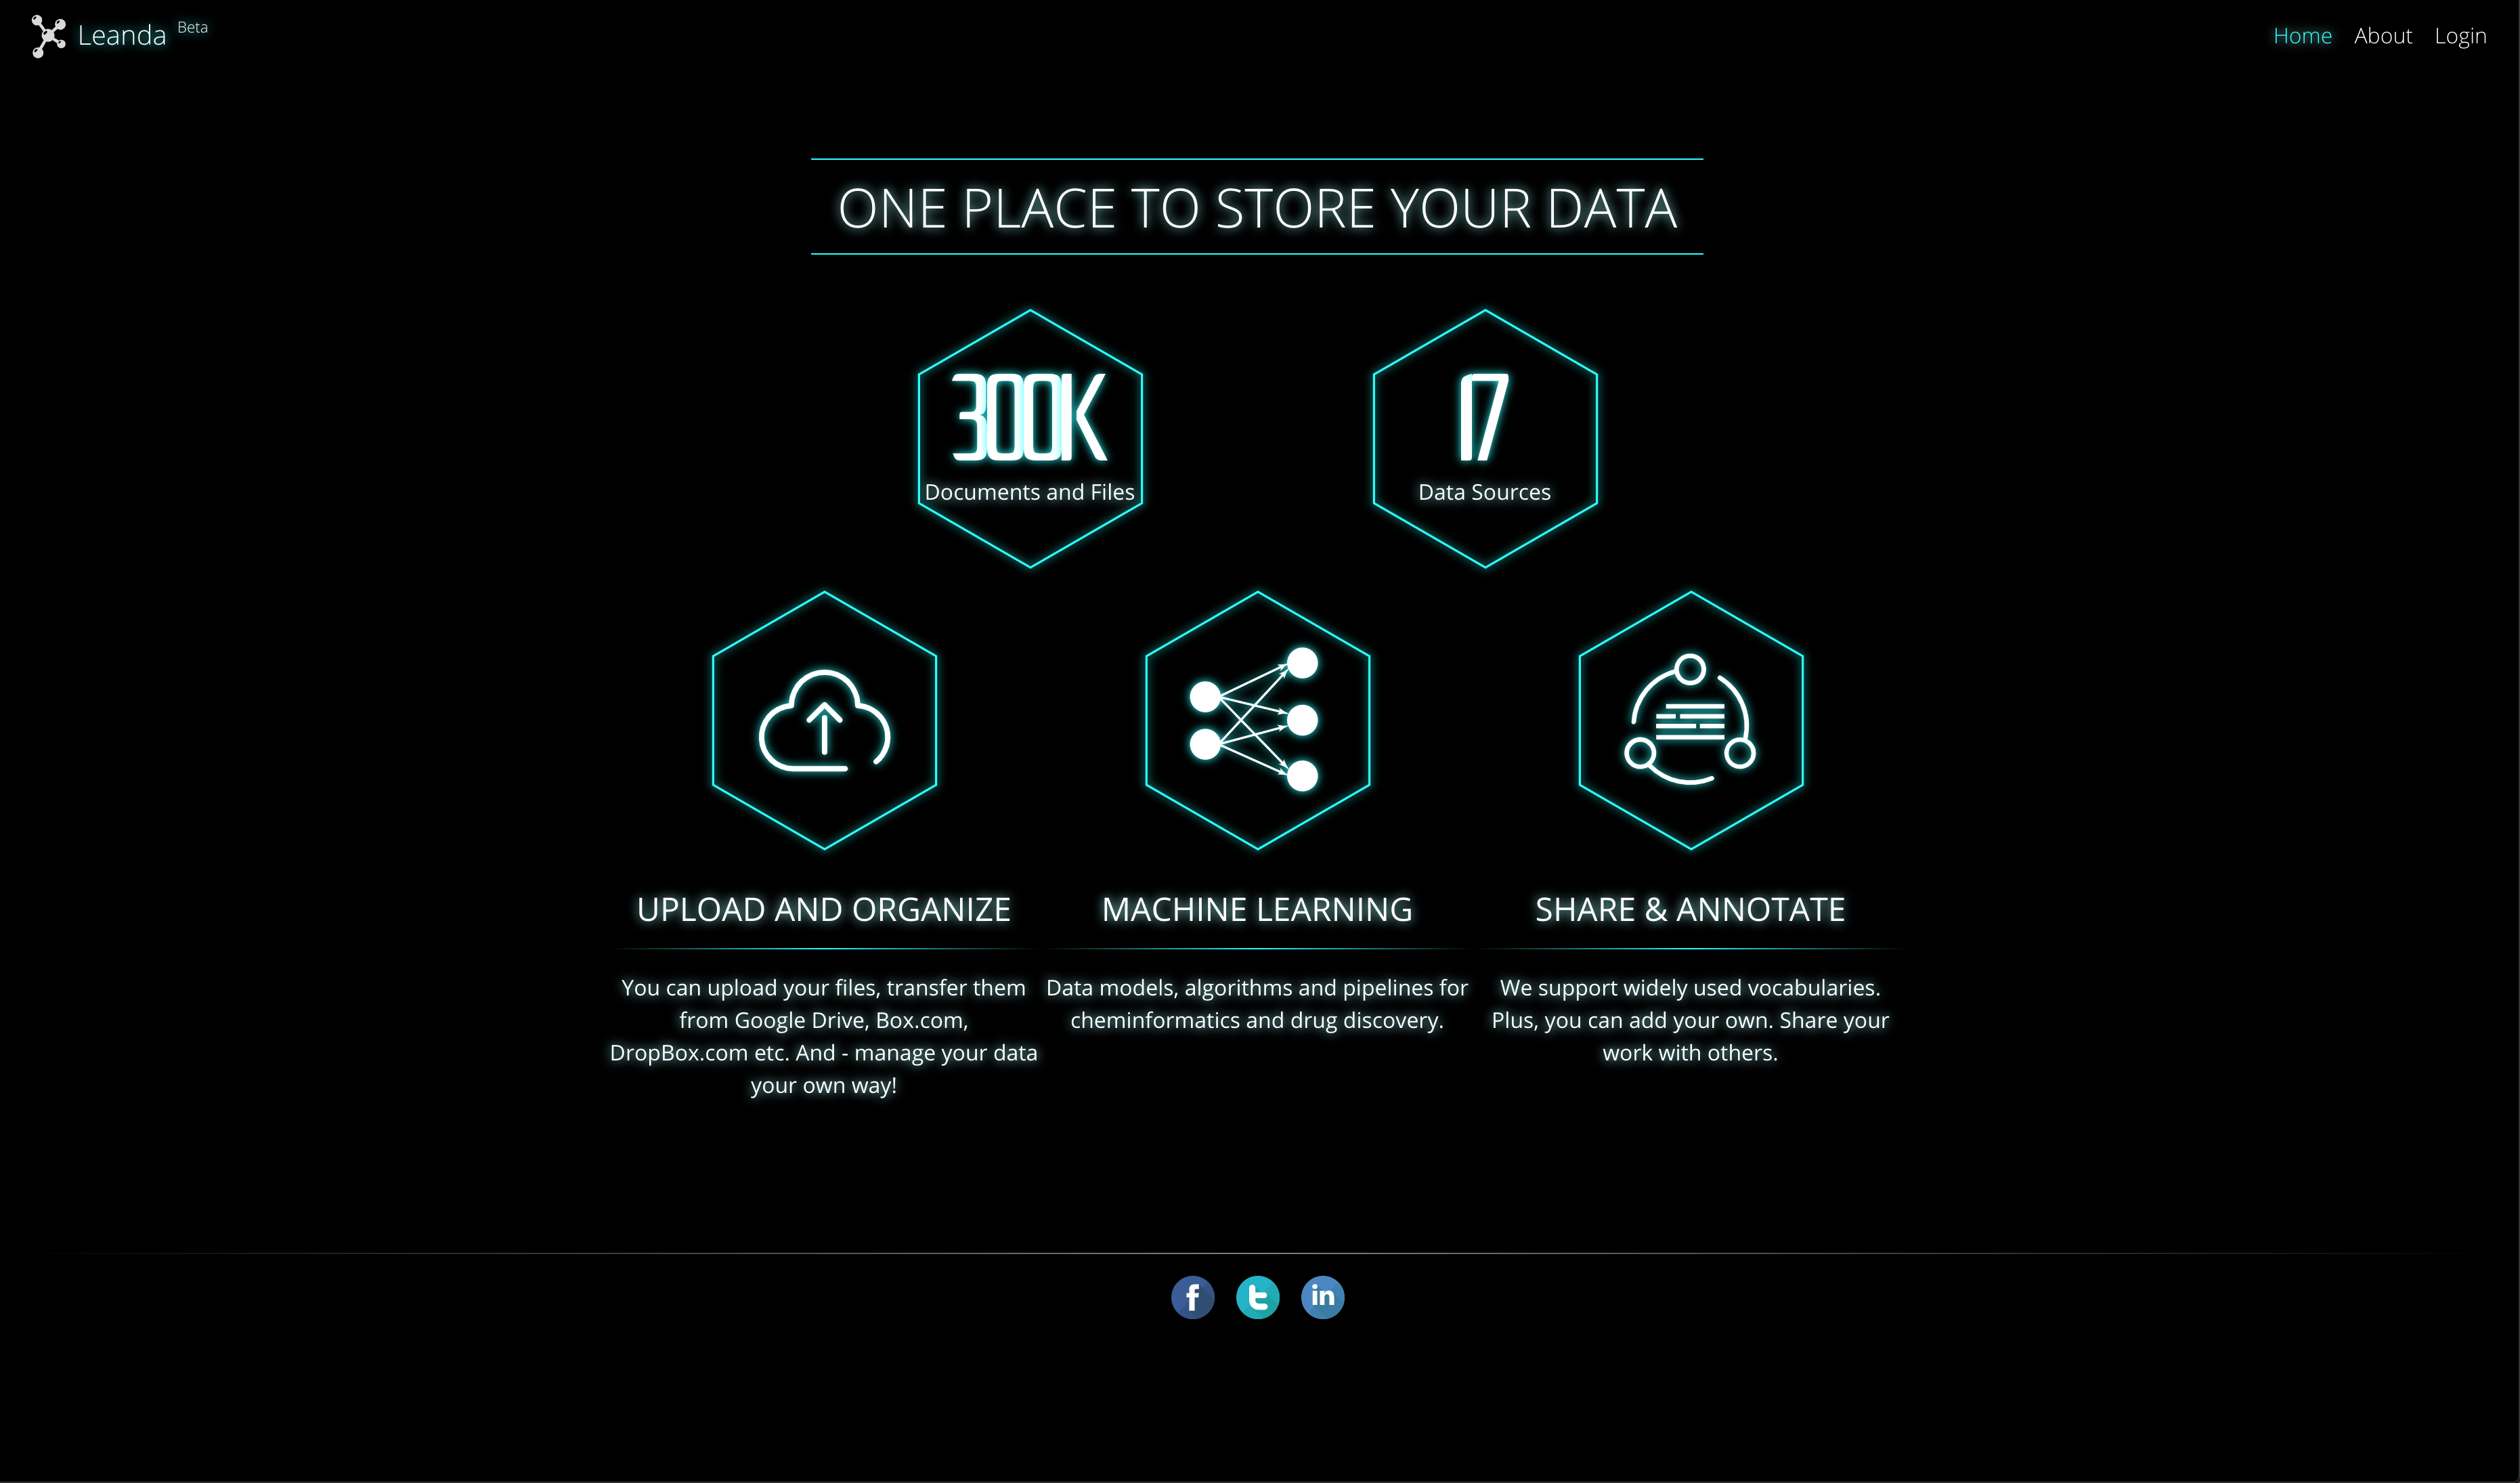 Leanda Beta
Home About Login
ONE PLACE TO STORE YOUR DATA
300K
Documents and Files
17
Data Sources
UPLOAD AND ORGANIZE
You can upload your files, transfer them
from Google Drive, Box.com,
DropBox.com etc. And - manage your data
your own way!
MACHINE LEARNING
Data models, algorithms and pipelines for
cheminformatics and drug discovery.
SHARE & ANNOTATE
We support widely used vocabularies.
Plus, you can add your own. Share your
work with others.
f t in